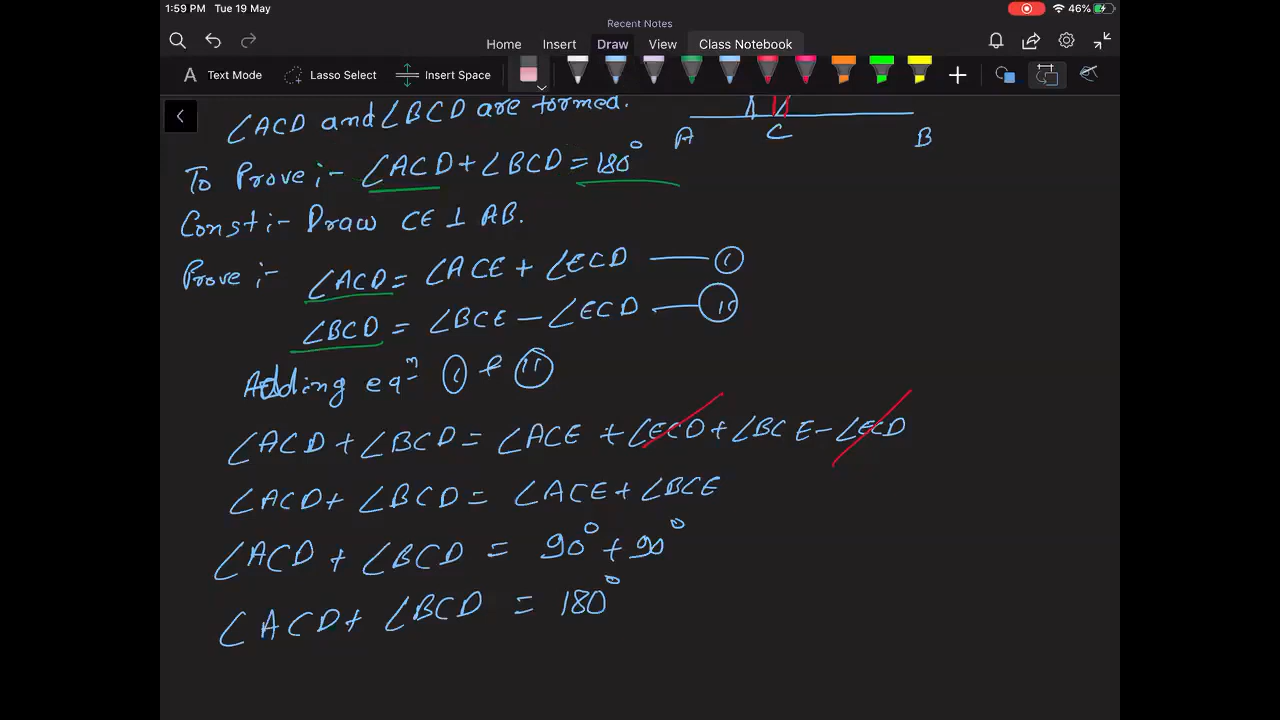 1:59 PM Tue 19 May
46%
Recent Notes
Home Insert Draw View Class Notebook
Text Mode Lasso Select Insert Space
∠ACD and ∠BCD are formed.
A C B
To Prove :- ∠ACD + ∠BCD = 180°
Const :- Draw CE ⊥ AB.
Prove :- ∠ACD = ∠ACE + ∠ECD — (i)
∠BCD = ∠BCE — ∠ECD — (ii)
Adding eqⁿ (i) & (ii)
∠ACD + ∠BCD = ∠ACE + ∠ECD + ∠BCE - ∠ECD
∠ACD + ∠BCD = ∠ACE + ∠BCE
∠ACD + ∠BCD = 90° + 90°
∠ACD + ∠BCD = 180°